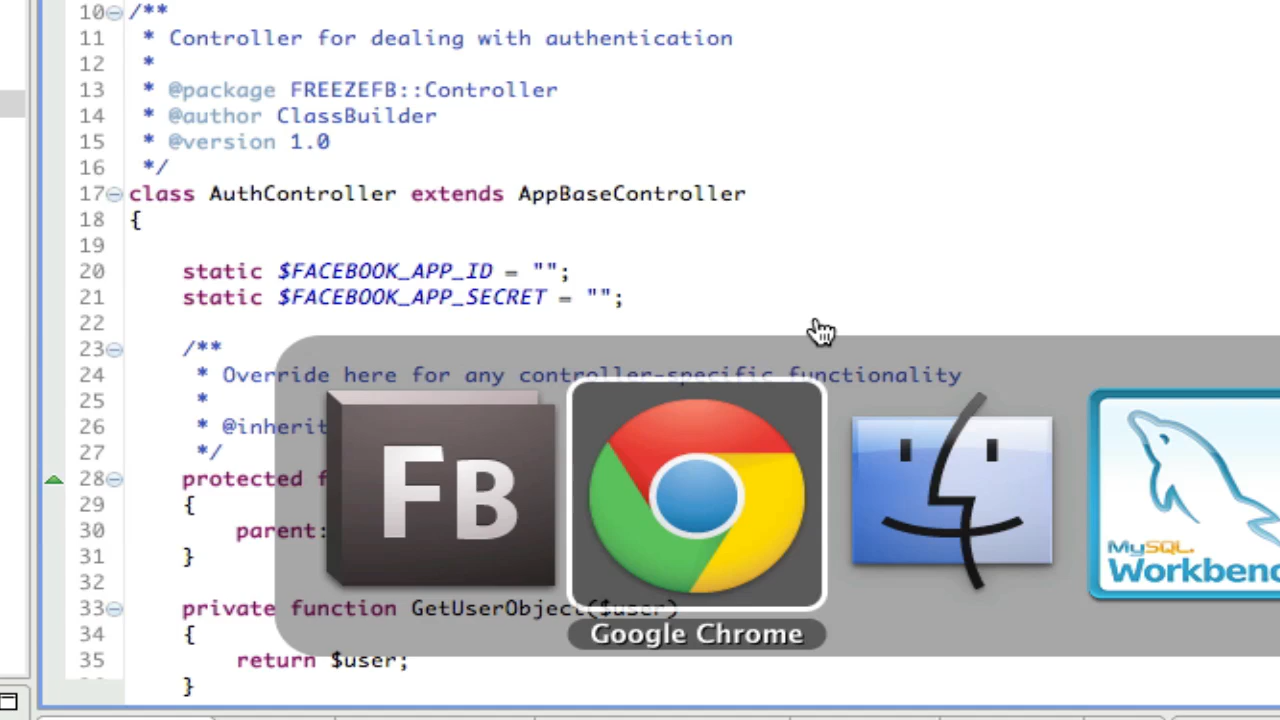 10 /**
11 * Controller for dealing with authentication
12 *
13 * @package FREEZEFB::Controller
14 * @author ClassBuilder
15 * @version 1.0
16 */
17 class AuthController extends AppBaseController
18 {
19
20 static $FACEBOOK_APP_ID = "";
21 static $FACEBOOK_APP_SECRET = "";
22
23 /**
24 * Override here for any controller-specific functionality
25 *
26 * @inherit
27 */
28 protected f
29 {
30 parent:
31 }
32
33 private function GetUserObject($user)
34 {
35 return $user;
}
FB
Google Chrome
MySQL
Workbenc